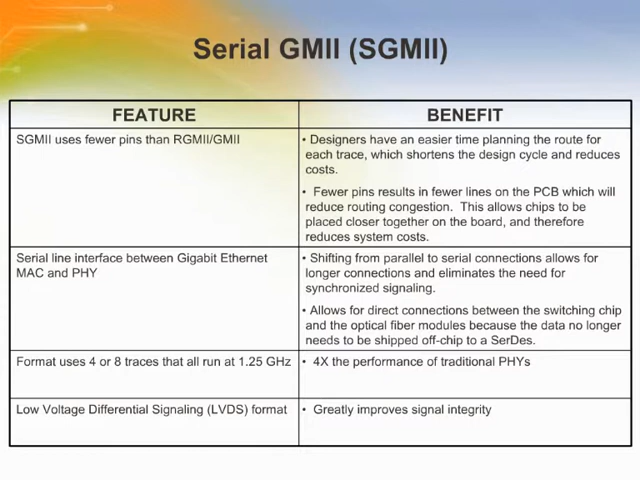 Serial GMII (SGMII)
FEATURE
BENEFIT
SGMII uses fewer pins than RGMII/GMII
• Designers have an easier time planning the route for
each trace, which shortens the design cycle and reduces
costs.
• Fewer pins results in fewer lines on the PCB which will
reduce routing congestion. This allows chips to be
placed closer together on the board, and therefore
reduces system costs.
Serial line interface between Gigabit Ethernet
MAC and PHY
• Shifting from parallel to serial connections allows for
longer connections and eliminates the need for
synchronized signaling.
• Allows for direct connections between the switching chip
and the optical fiber modules because the data no longer
needs to be shipped off-chip to a SerDes.
Format uses 4 or 8 traces that all run at 1.25 GHz
• 4X the performance of traditional PHYs
Low Voltage Differential Signaling (LVDS) format
• Greatly improves signal integrity